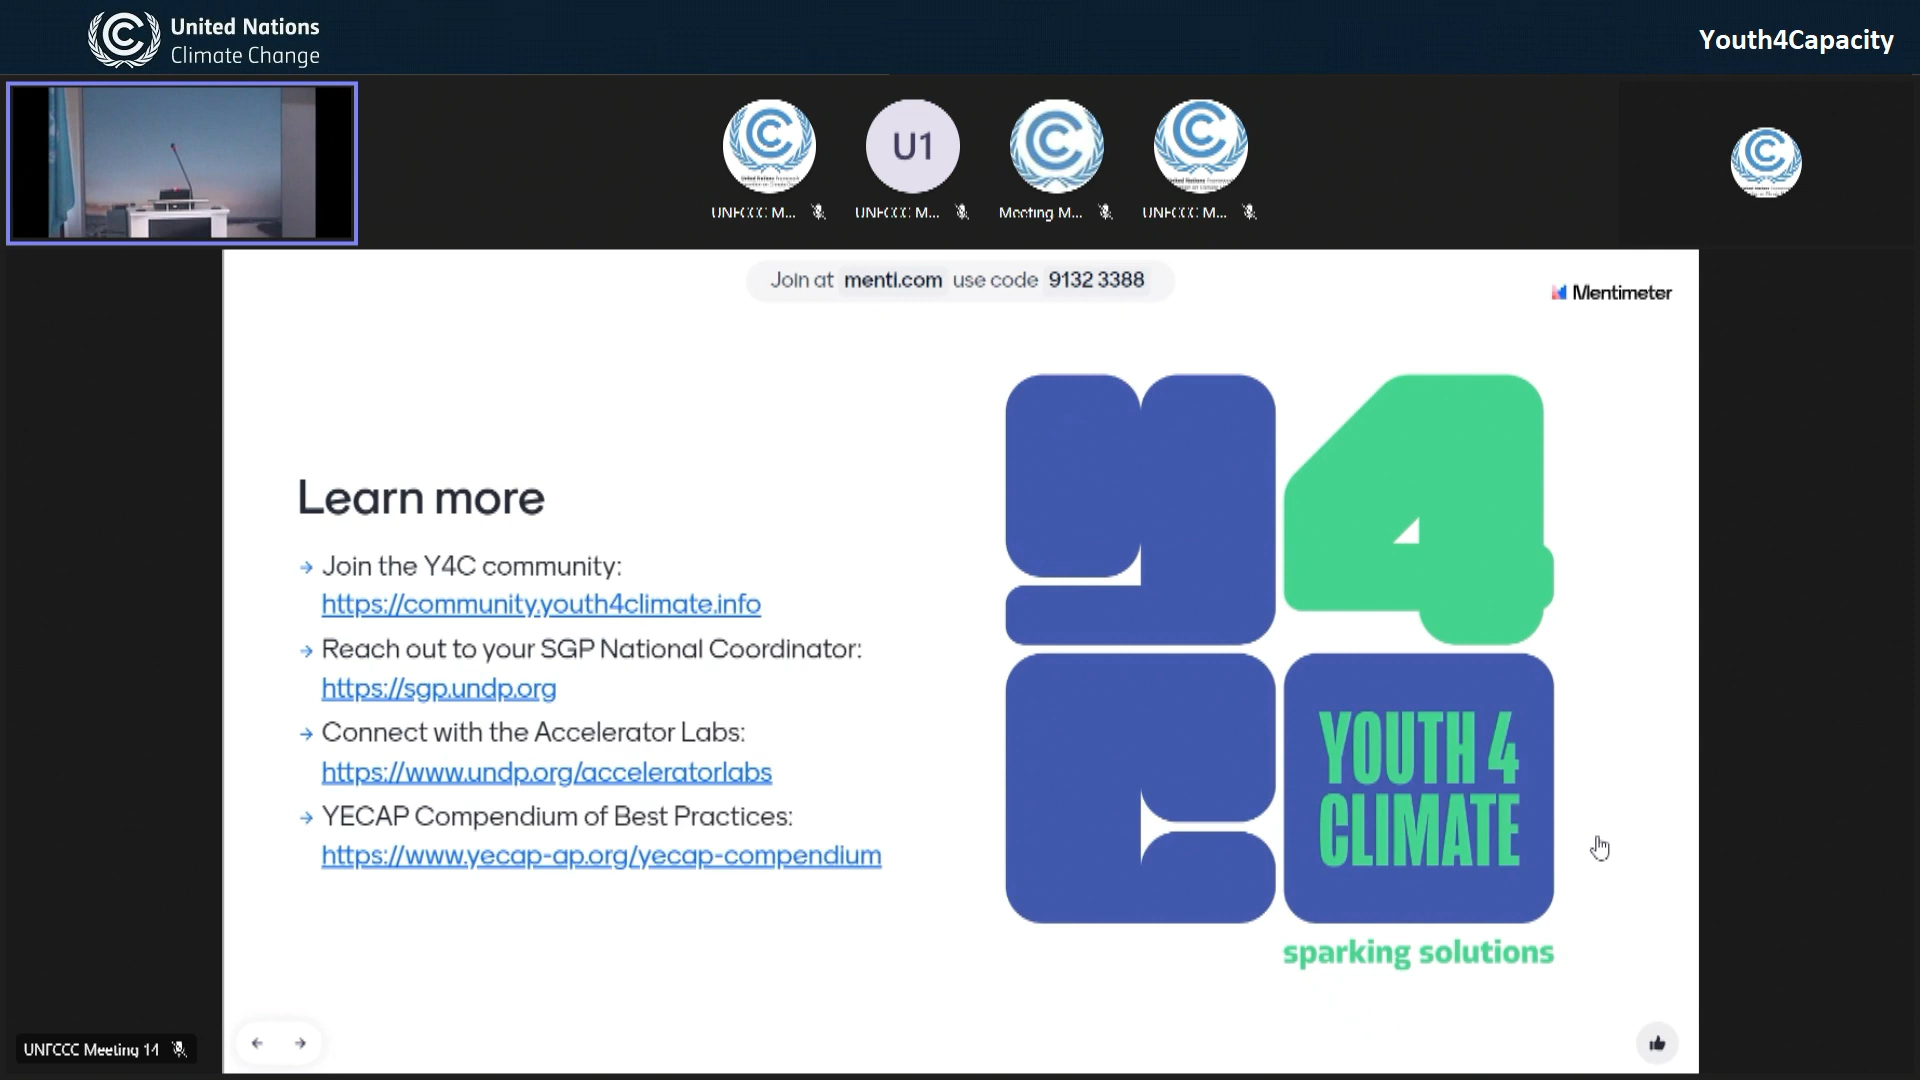 United Nations
Climate Change
Youth4Capacity
U1
UNFCCC M...
UNFCCC M...
Meeting M...
UNFCCC M...
Join at menti.com use code 9132 3388
Mentimeter
Learn more
→ Join the Y4C community:
https://community.youth4climate.info
→ Reach out to your SGP National Coordinator:
https://sgp.undp.org
→ Connect with the Accelerator Labs:
https://www.undp.org/acceleratorlabs
→ YECAP Compendium of Best Practices:
https://www.yecap-ap.org/yecap-compendium
Y4
C
YOUTH 4
CLIMATE
sparking solutions
UNFCCC Meeting 14